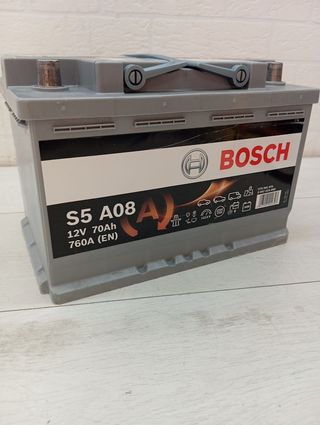 BOSCH
S5 A08
12V 70Ah
760A (EN)
A